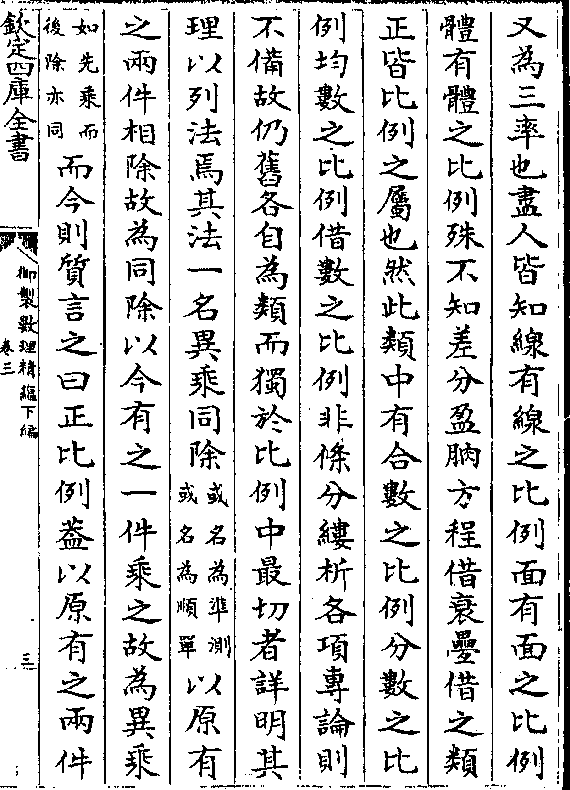 又為三率也盡人皆知線有線之比例面有面之比例
體有體之比例殊不知差分盈朒方程借衰疊借之類
正皆比例之屬也然此類中有合數之比例分數之比
例均數之比例借數之比例非條分縷析各項專論則
不備故仍舊各自為類而獨於比例中最切者詳明其
理以列法焉其法一名異乘同除或名為準測或名為順單以原有
之兩件相除故為同除以今有之一件乘之故為異乘
如先乘而後除亦同而今則質言之曰正比例蓋以原有之兩件
欽定四庫全書
御製數理精蘊下編
卷三
三